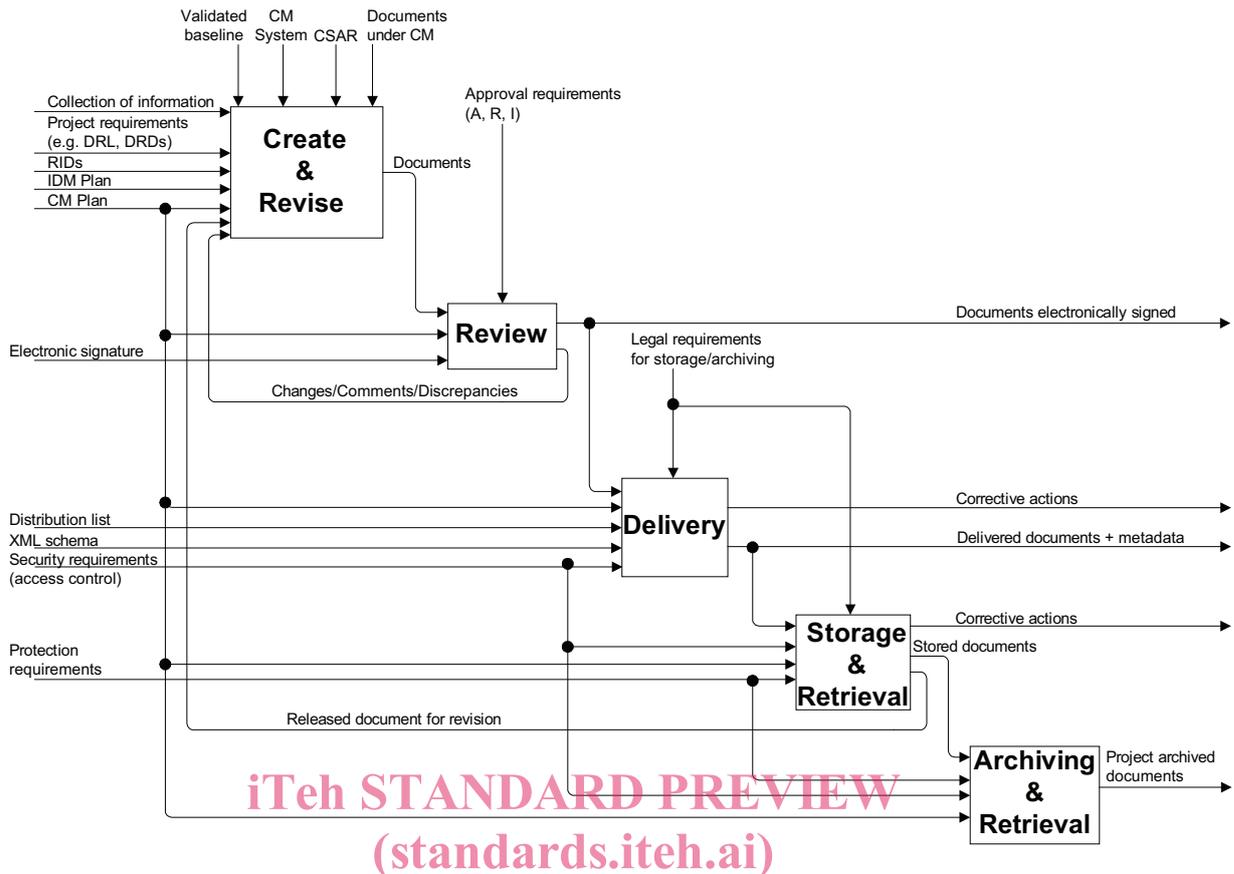 Validated
baseline
CM
System
CSAR
Documents
under CM
Collection of information
Project requirements
(e.g. DRL, DRDs)
RIDs
IDM Plan
CM Plan
Create
&
Revise
Documents
Approval requirements
(A, R, I)
Review
Documents electronically signed
Electronic signature
Legal requirements
for storage/archiving
Changes/Comments/Discrepancies
Delivery
Corrective actions
Distribution list
XML schema
Delivered documents + metadata
Security requirements
(access control)
Storage
&
Retrieval
Corrective actions
Stored documents
Protection
requirements
Released document for revision
Archiving
&
Retrieval
Project archived
documents
iTeh STANDARD PREVIEW
(standards.iteh.ai)